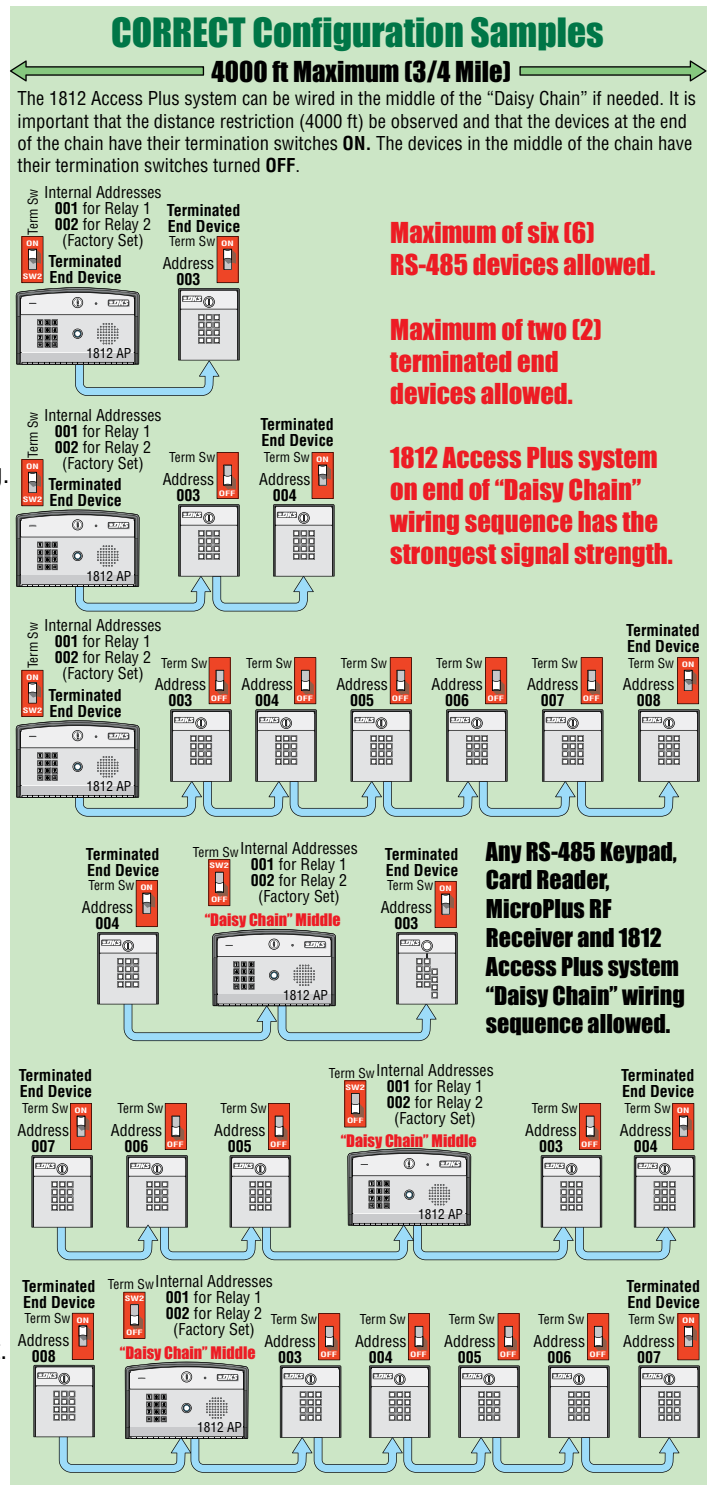 CORRECT Configuration Samples
4000 ft Maximum (3/4 Mile)
The 1812 Access Plus system can be wired in the middle of the “Daisy Chain” if needed. It is
important that the distance restriction (4000 ft) be observed and that the devices at the end
of the chain have their termination switches ON. The devices in the middle of the chain have
their termination switches turned OFF.
Term Sw
Internal Addresses
001 for Relay 1
002 for Relay 2
(Factory Set)
ON
SW2
Terminated
End Device
1812 AP
Terminated
End Device
Term Sw ON
Address
003
Maximum of six (6)
RS-485 devices allowed.
Maximum of two (2)
terminated end
devices allowed.
1812 Access Plus system
on end of “Daisy Chain”
wiring sequence has the
strongest signal strength.
Term Sw
Internal Addresses
001 for Relay 1
002 for Relay 2
(Factory Set)
ON
SW2
Terminated
End Device
1812 AP
Term Sw
Address
003
OFF
Terminated
End Device
Term Sw ON
Address
004
Term Sw
Internal Addresses
001 for Relay 1
002 for Relay 2
(Factory Set)
ON
SW2
Terminated
End Device
1812 AP
Term Sw
Address
003
OFF
Term Sw
Address
004
OFF
Term Sw
Address
005
OFF
Term Sw
Address
006
OFF
Term Sw
Address
007
OFF
Terminated
End Device
Term Sw ON
Address
008
Terminated
End Device
Term Sw ON
Address
004
Term Sw
SW2
OFF
Internal Addresses
001 for Relay 1
002 for Relay 2
(Factory Set)
“Daisy Chain” Middle
1812 AP
Terminated
End Device
Term Sw ON
Address
003
Any RS-485 Keypad,
Card Reader,
MicroPlus RF
Receiver and 1812
Access Plus system
“Daisy Chain” wiring
sequence allowed.
Terminated
End Device
Term Sw ON
Address
007
Term Sw
Address
006
OFF
Term Sw
Address
005
OFF
Term Sw
SW2
OFF
Internal Addresses
001 for Relay 1
002 for Relay 2
(Factory Set)
“Daisy Chain” Middle
1812 AP
Term Sw
Address
003
OFF
Terminated
End Device
Term Sw ON
Address
004
Terminated
End Device
Term Sw ON
Address
008
Term Sw
SW2
OFF
Internal Addresses
001 for Relay 1
002 for Relay 2
(Factory Set)
“Daisy Chain” Middle
1812 AP
Term Sw
Address
003
OFF
Term Sw
Address
004
OFF
Term Sw
Address
005
OFF
Term Sw
Address
006
OFF
Terminated
End Device
Term Sw ON
Address
007